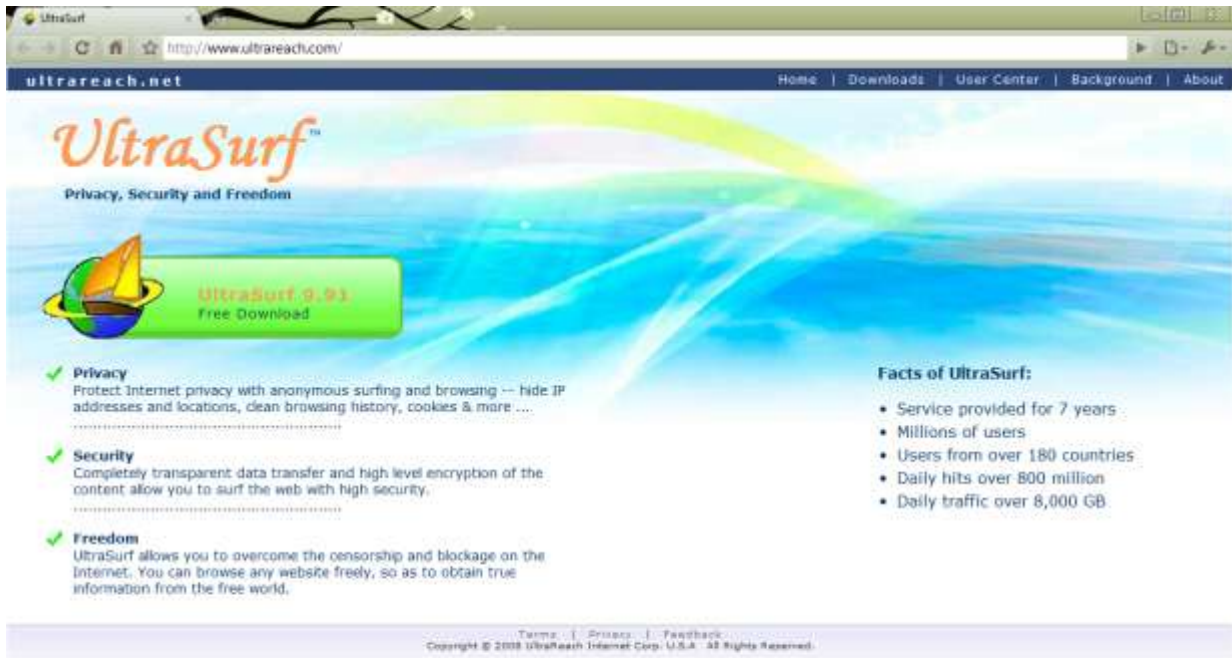 UltraSurf
http://www.ultrareach.com/
ultrareach.net
Home | Downloads | User Center | Background | About
UltraSurf™
Privacy, Security and Freedom
UltraSurf 9.91
Free Download
Privacy
Protect Internet privacy with anonymous surfing and browsing -- hide IP
addresses and locations, clean browsing history, cookies & more ...
Security
Completely transparent data transfer and high level encryption of the
content allow you to surf the web with high security.
Freedom
UltraSurf allows you to overcome the censorship and blockage on the
Internet. You can browse any website freely, so as to obtain true
information from the free world.
Facts of UltraSurf:
• Service provided for 7 years
• Millions of users
• Users from over 180 countries
• Daily hits over 800 million
• Daily traffic over 8,000 GB
Terms | Privacy | Feedback
Copyright © 2008 UltraReach Internet Corp. U.S.A. All Rights Reserved.